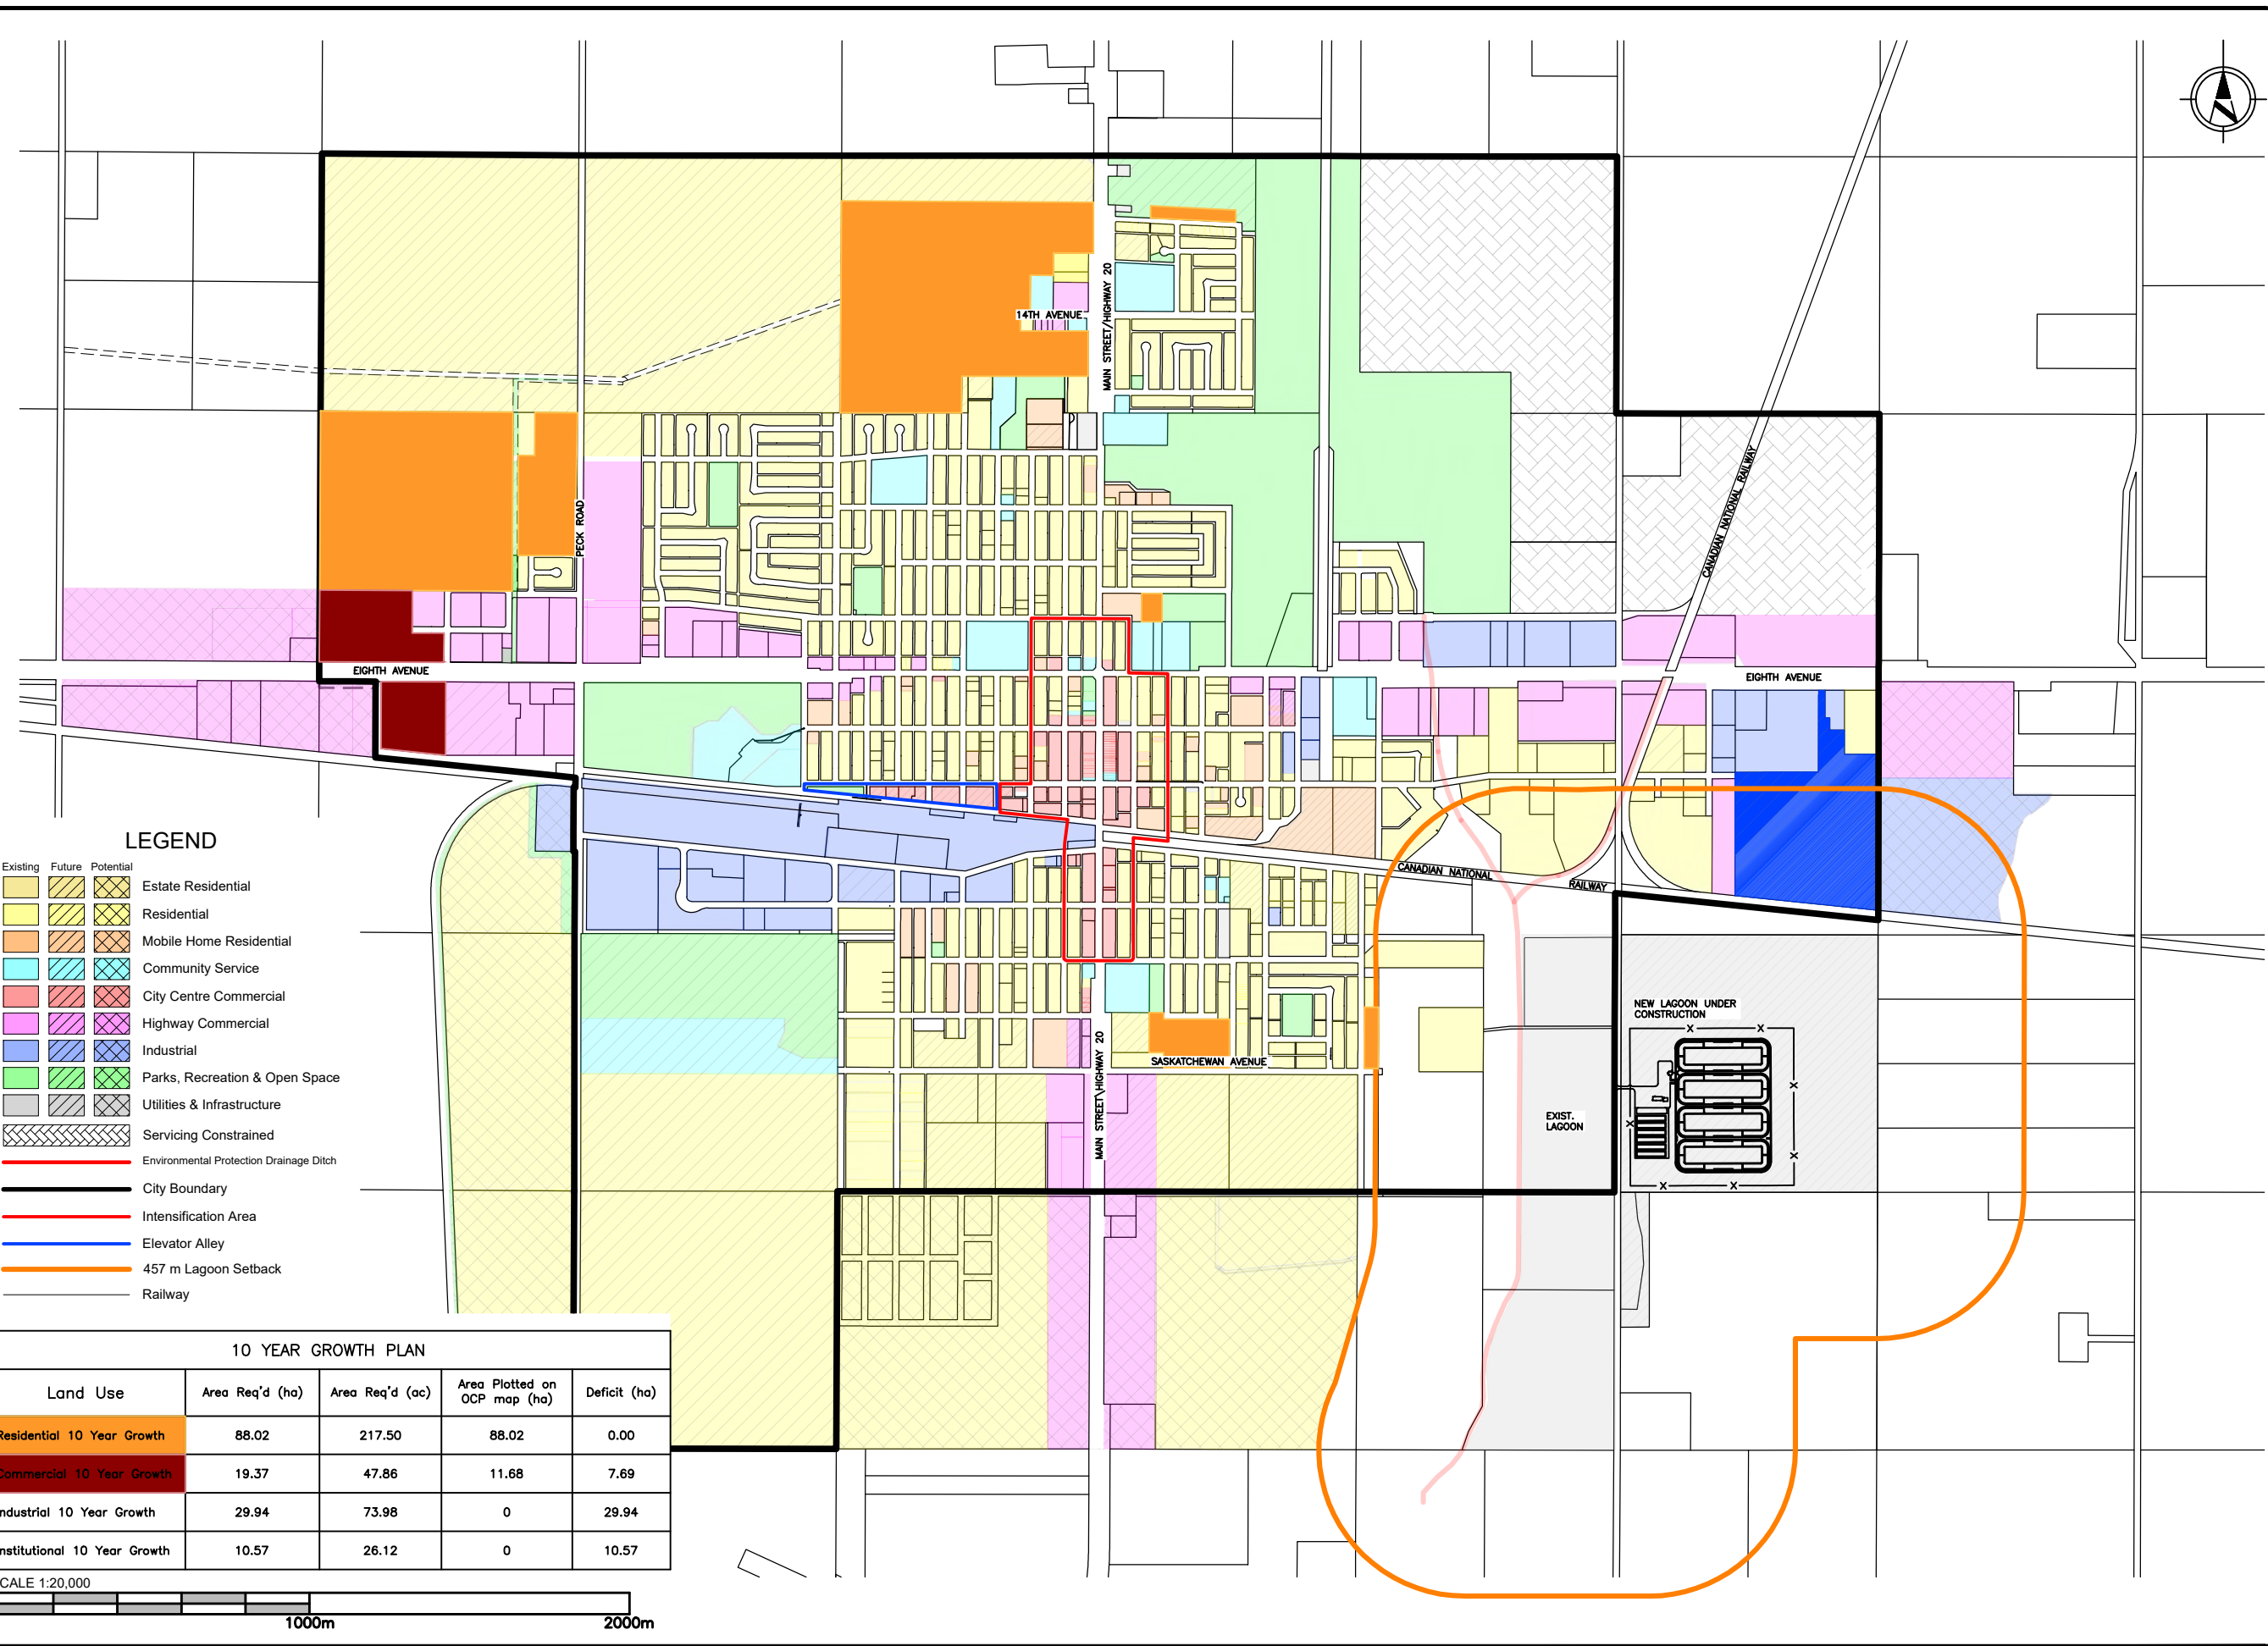 MAIN STREET/HIGHWAY 20
14TH AVENUE
PECK ROAD
CANADIAN NATIONAL RAILWAY
EIGHTH AVENUE
EIGHTH AVENUE
CANADIAN NATIONAL
RAILWAY
NEW LAGOON UNDER
CONSTRUCTION
SASKATCHEWAN AVENUE
MAIN STREET\HIGHWAY 20
EXIST.
LAGOON
LEGEND
Existing Future Potential
Estate Residential
Residential
Mobile Home Residential
Community Service
City Centre Commercial
Highway Commercial
Industrial
Parks, Recreation & Open Space
Utilities & Infrastructure
Servicing Constrained
Environmental Protection Drainage Ditch
City Boundary
Intensification Area
Elevator Alley
457 m Lagoon Setback
Railway
10 YEAR GROWTH PLAN
Land Use Area Req'd (ha) Area Req'd (ac) Area Plotted on OCP map (ha) Deficit (ha)
Residential 10 Year Growth 88.02 217.50 88.02 0.00
Commercial 10 Year Growth 19.37 47.86 11.68 7.69
ndustrial 10 Year Growth 29.94 73.98 0 29.94
nstitutional 10 Year Growth 10.57 26.12 0 10.57
CALE 1:20,000
1000m 2000m